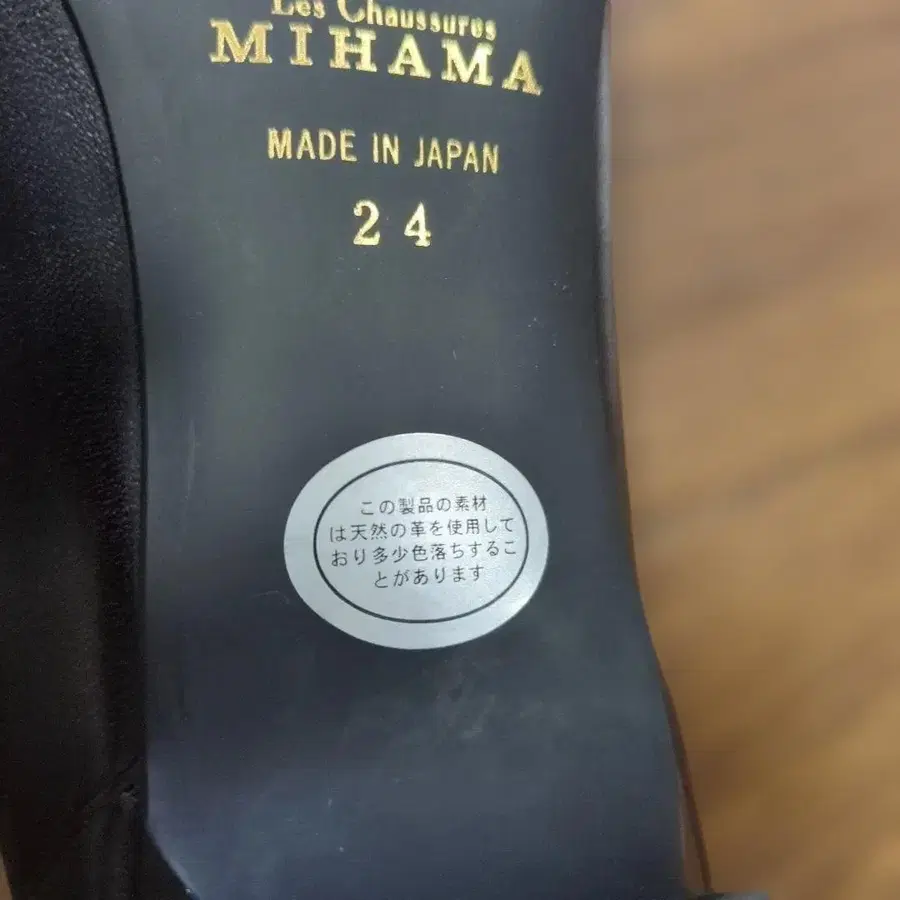 Les Chaussures
MIHAMA
MADE IN JAPAN
24
この製品の素材
は天然の革を使用して
おり多少色落ちするこ
とがあります